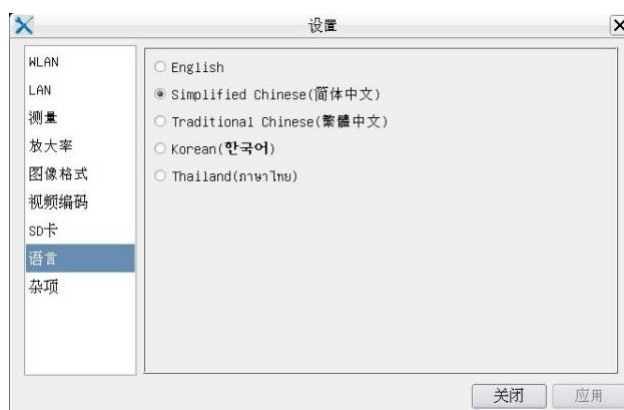 设置
WLAN
LAN
测量
放大率
图像格式
视频编码
SD卡
语言
杂项
English
Simplified Chinese(简体中文)
Traditional Chinese(繁體中文)
Korean(한국어)
Thailand(ภาษาไทย)
关闭
应用